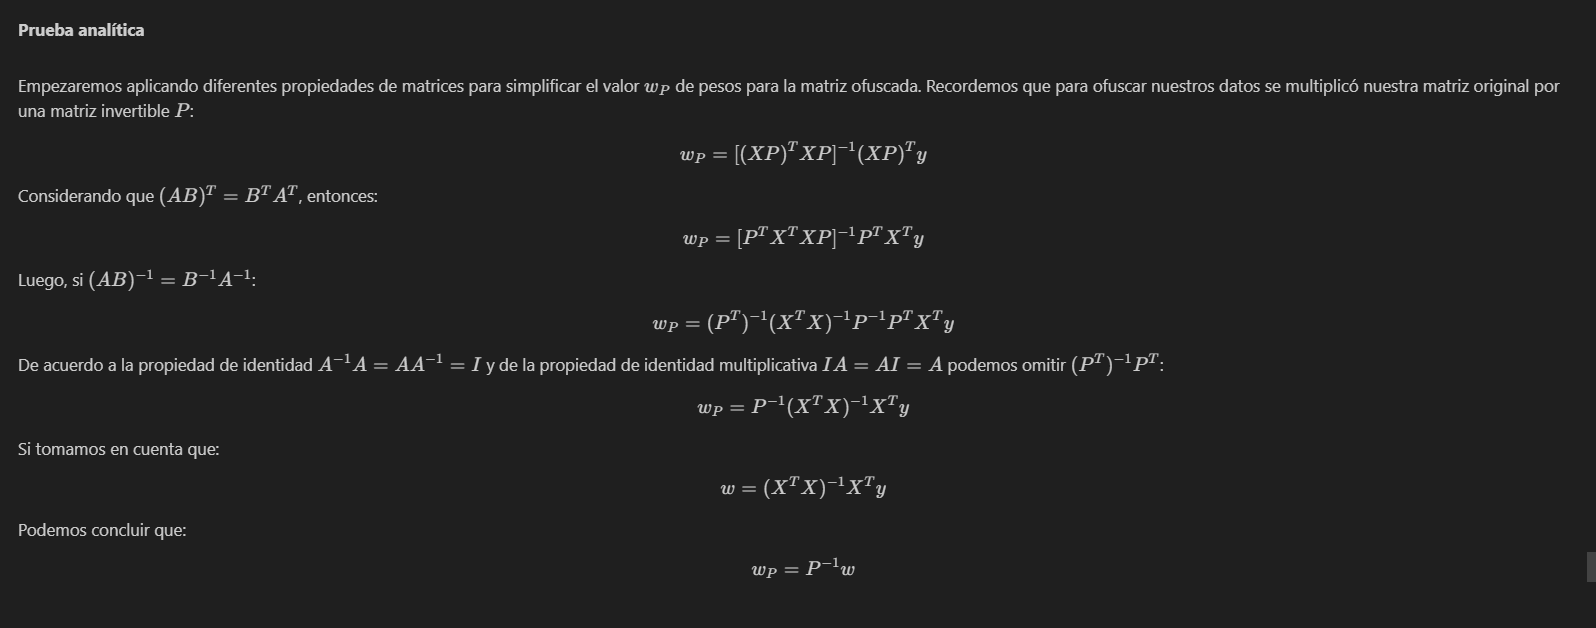 Prueba analítica
Empezaremos aplicando diferentes propiedades de matrices para simplificar el valor $w_P$ de pesos para la matriz ofuscada. Recordemos que para ofuscar nuestros datos se multiplicó nuestra matriz original por
una matriz invertible $P$:
$w_P = [(XP)^T XP]^{-1}(XP)^T y$
Considerando que $(AB)^T = B^T A^T$, entonces:
$w_P = [P^T X^T XP]^{-1} P^T X^T y$
Luego, si $(AB)^{-1} = B^{-1} A^{-1}$:
$w_P = (P^T)^{-1}(X^T X)^{-1} P^{-1} P^T X^T y$
De acuerdo a la propiedad de identidad $A^{-1}A = AA^{-1} = I$ y de la propiedad de identidad multiplicativa $IA = AI = A$ podemos omitir $(P^T)^{-1} P^T$:
$w_P = P^{-1}(X^T X)^{-1} X^T y$
Si tomamos en cuenta que:
$w = (X^T X)^{-1} X^T y$
Podemos concluir que:
$w_P = P^{-1} w$